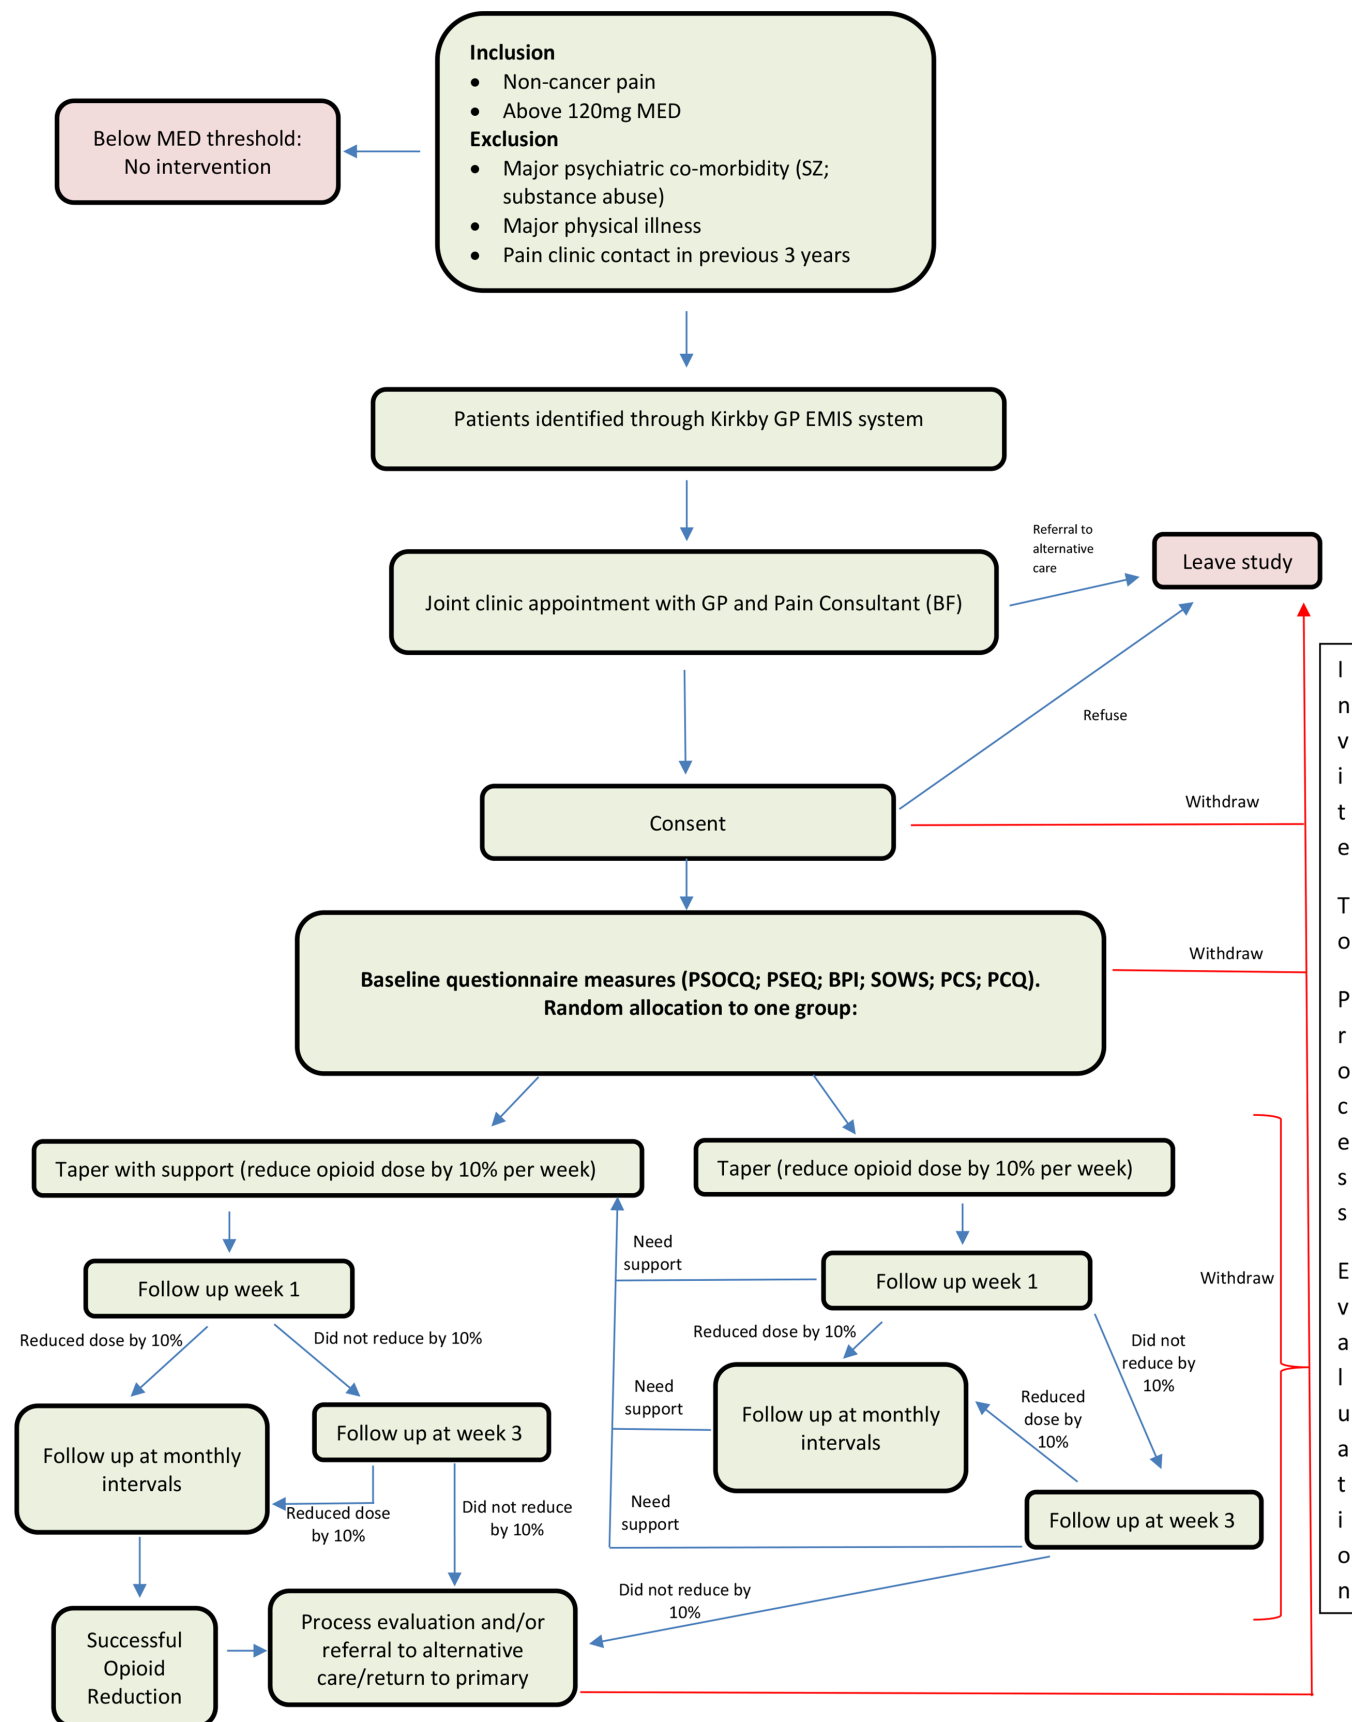 Inclusion
• Non-cancer pain
• Above 120mg MED
Exclusion
• Major psychiatric co-morbidity (SZ;
substance abuse)
• Major physical illness
• Pain clinic contact in previous 3 years
Below MED threshold:
No intervention
Patients identified through Kirkby GP EMIS system
Joint clinic appointment with GP and Pain Consultant (BF)
Referral to
alternative
care
Leave study
Refuse
Consent
Withdraw
Baseline questionnaire measures (PSOCQ; PSEQ; BPI; SOWS; PCS; PCQ).
Random allocation to one group:
Withdraw
Taper with support (reduce opioid dose by 10% per week)
Taper (reduce opioid dose by 10% per week)
Need
support
Follow up week 1
Follow up week 1
Withdraw
Reduced dose by 10%
Did not reduce by 10%
Reduced dose by 10%
Did not
reduce by
10%
Need
support
Reduced
dose by
10%
Follow up at monthly
intervals
Follow up at week 3
Follow up at monthly
intervals
Reduced dose
by 10%
Did not reduce
by 10%
Need
support
Follow up at week 3
Did not reduce by
10%
Successful
Opioid
Reduction
Process evaluation and/or
referral to alternative
care/return to primary
Invite To Process Evaluation